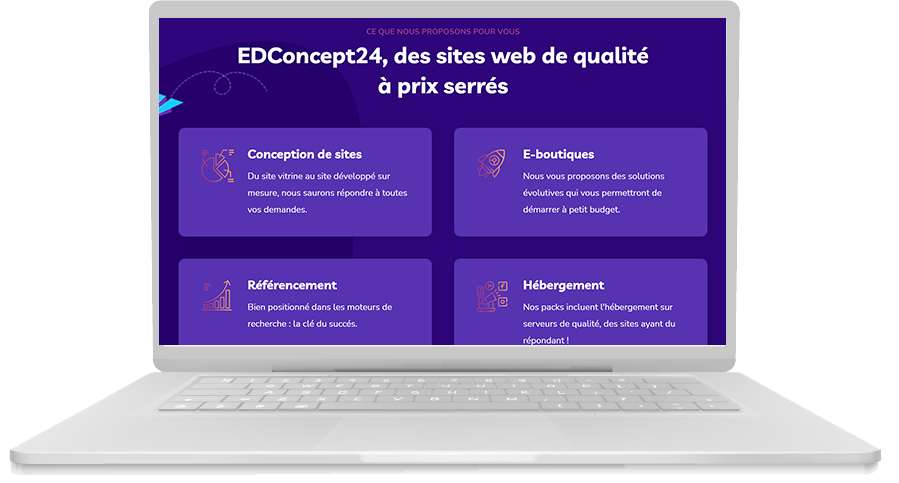 CE QUE NOUS PROPOSONS POUR VOUS
EDConcept24, des sites web de qualité
à prix serrés
Conception de sites
Du site vitrine au site développé sur
mesure, nous saurons répondre à toutes
vos demandes.
E-boutiques
Nous vous proposons des solutions
évolutives qui vous permettront de
démarrer à petit budget.
Référencement
Bien positionné dans les moteurs de
recherche : la clé du succés.
Hébergement
Nos packs incluent l'hébergement sur
serveurs de qualité, des sites ayant du
répondant !